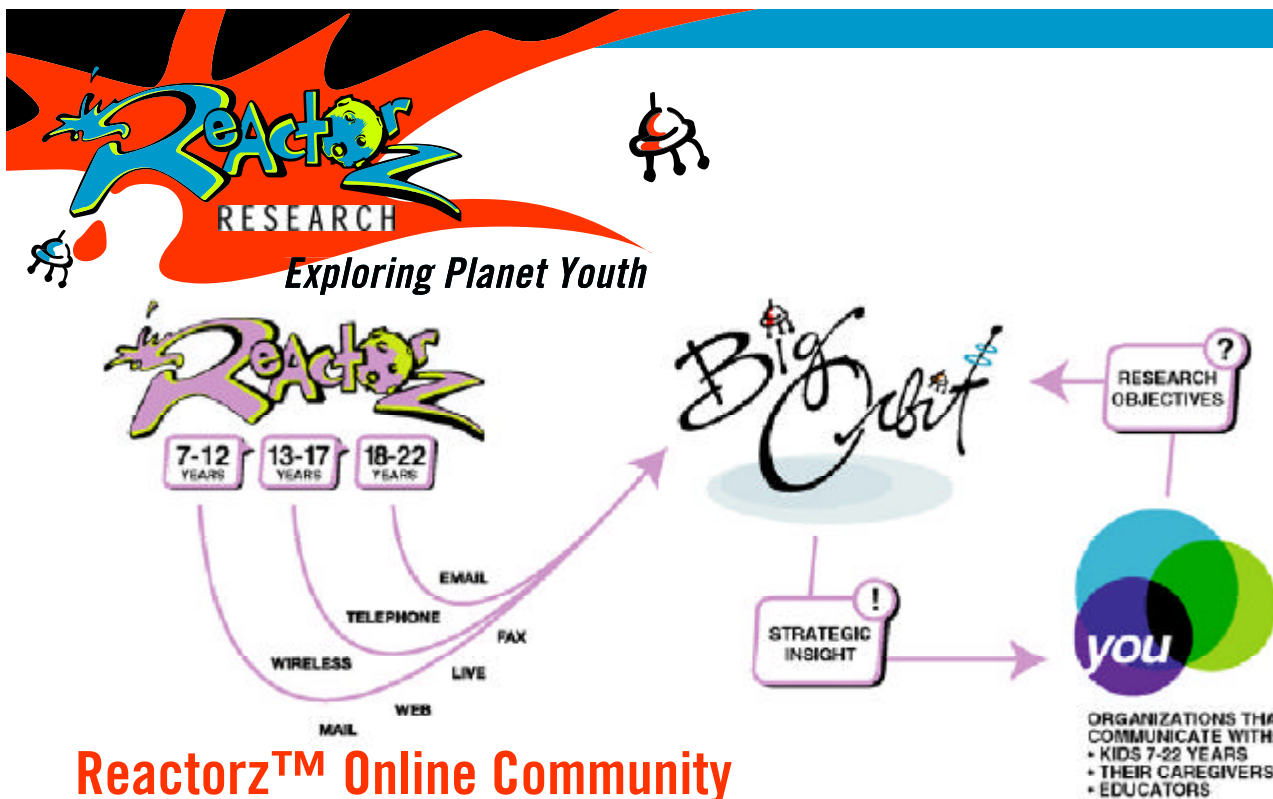 ReactorZ
RESEARCH
Exploring Planet Youth
ReactorZ
7-12
YEARS
13-17
YEARS
18-22
YEARS
Big Orbit
?
RESEARCH
OBJECTIVES
EMAIL
TELEPHONE
FAX
WIRELESS
LIVE
WEB
MAIL
!
STRATEGIC
INSIGHT
you
ORGANIZATIONS THA
COMMUNICATE WITH
• KIDS 7-22 YEARS
• THEIR CAREGIVERS
• EDUCATORS
Reactorz™ Online Community